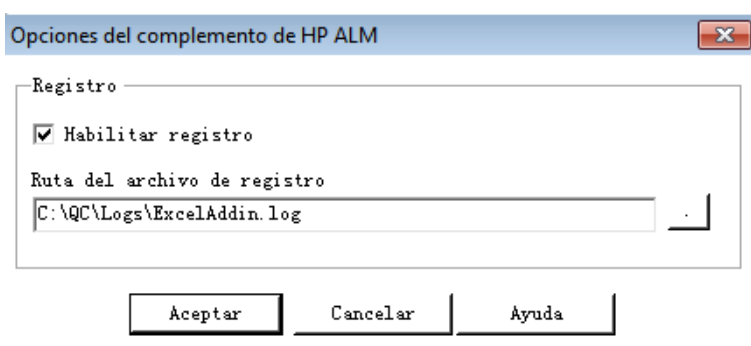 Opciones del complemento de HP ALM
Registro
Habilitar registro
Ruta del archivo de registro
C:\QC\Logs\ExcelAddin.log
.
Aceptar
Cancelar
Ayuda